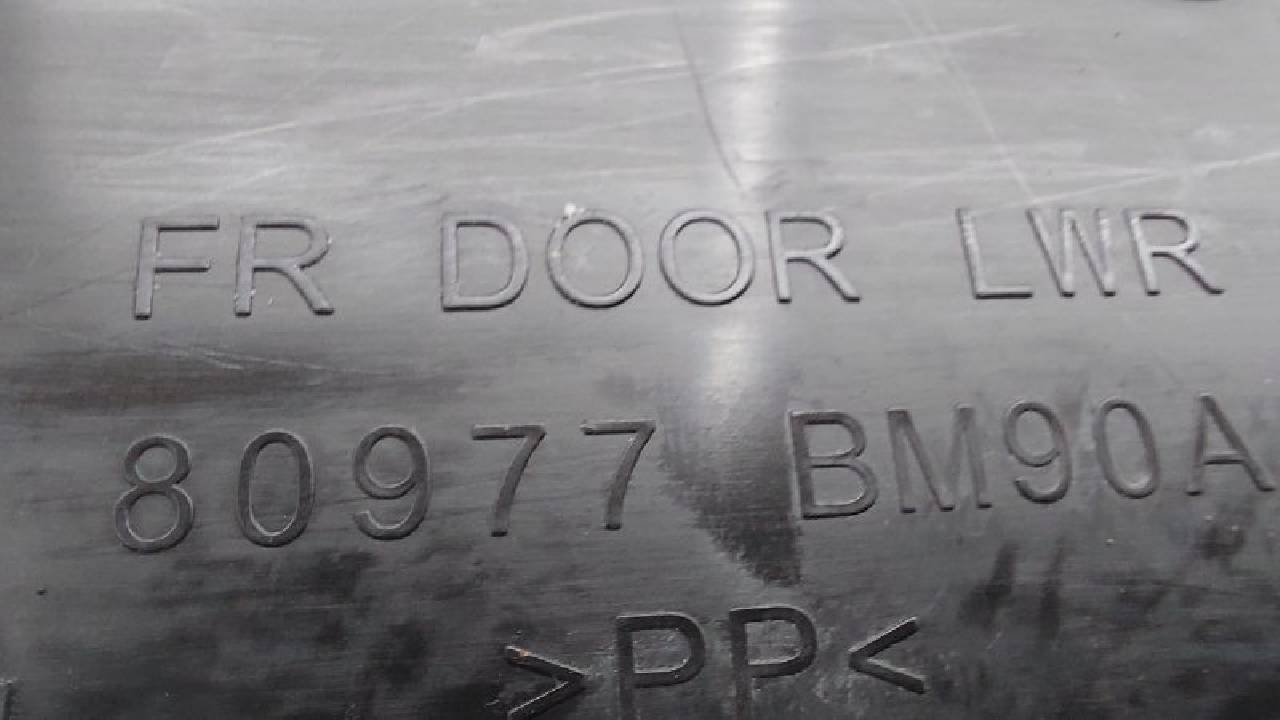 FR DOOR LWR
80977 BM90A
>PP<